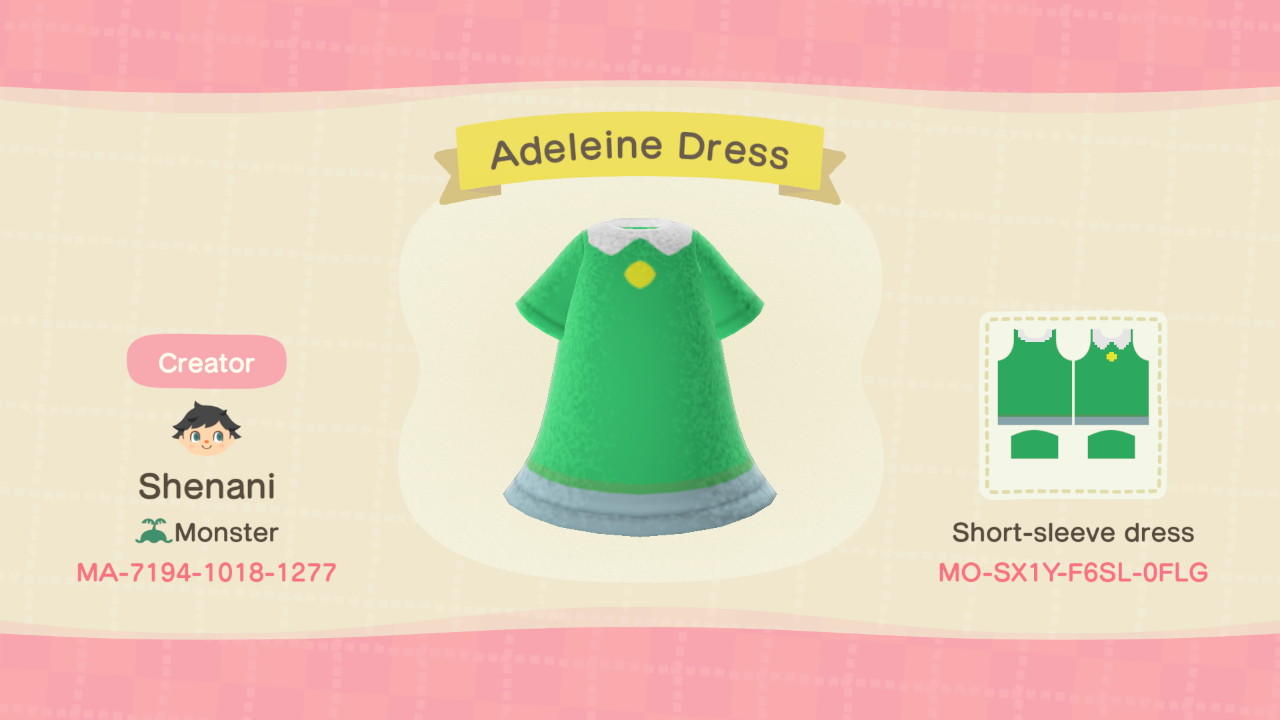 Adeleine Dress
Creator
Shenani
Monster
MA-7194-1018-1277
Short-sleeve dress
MO-SX1Y-F6SL-0FLG